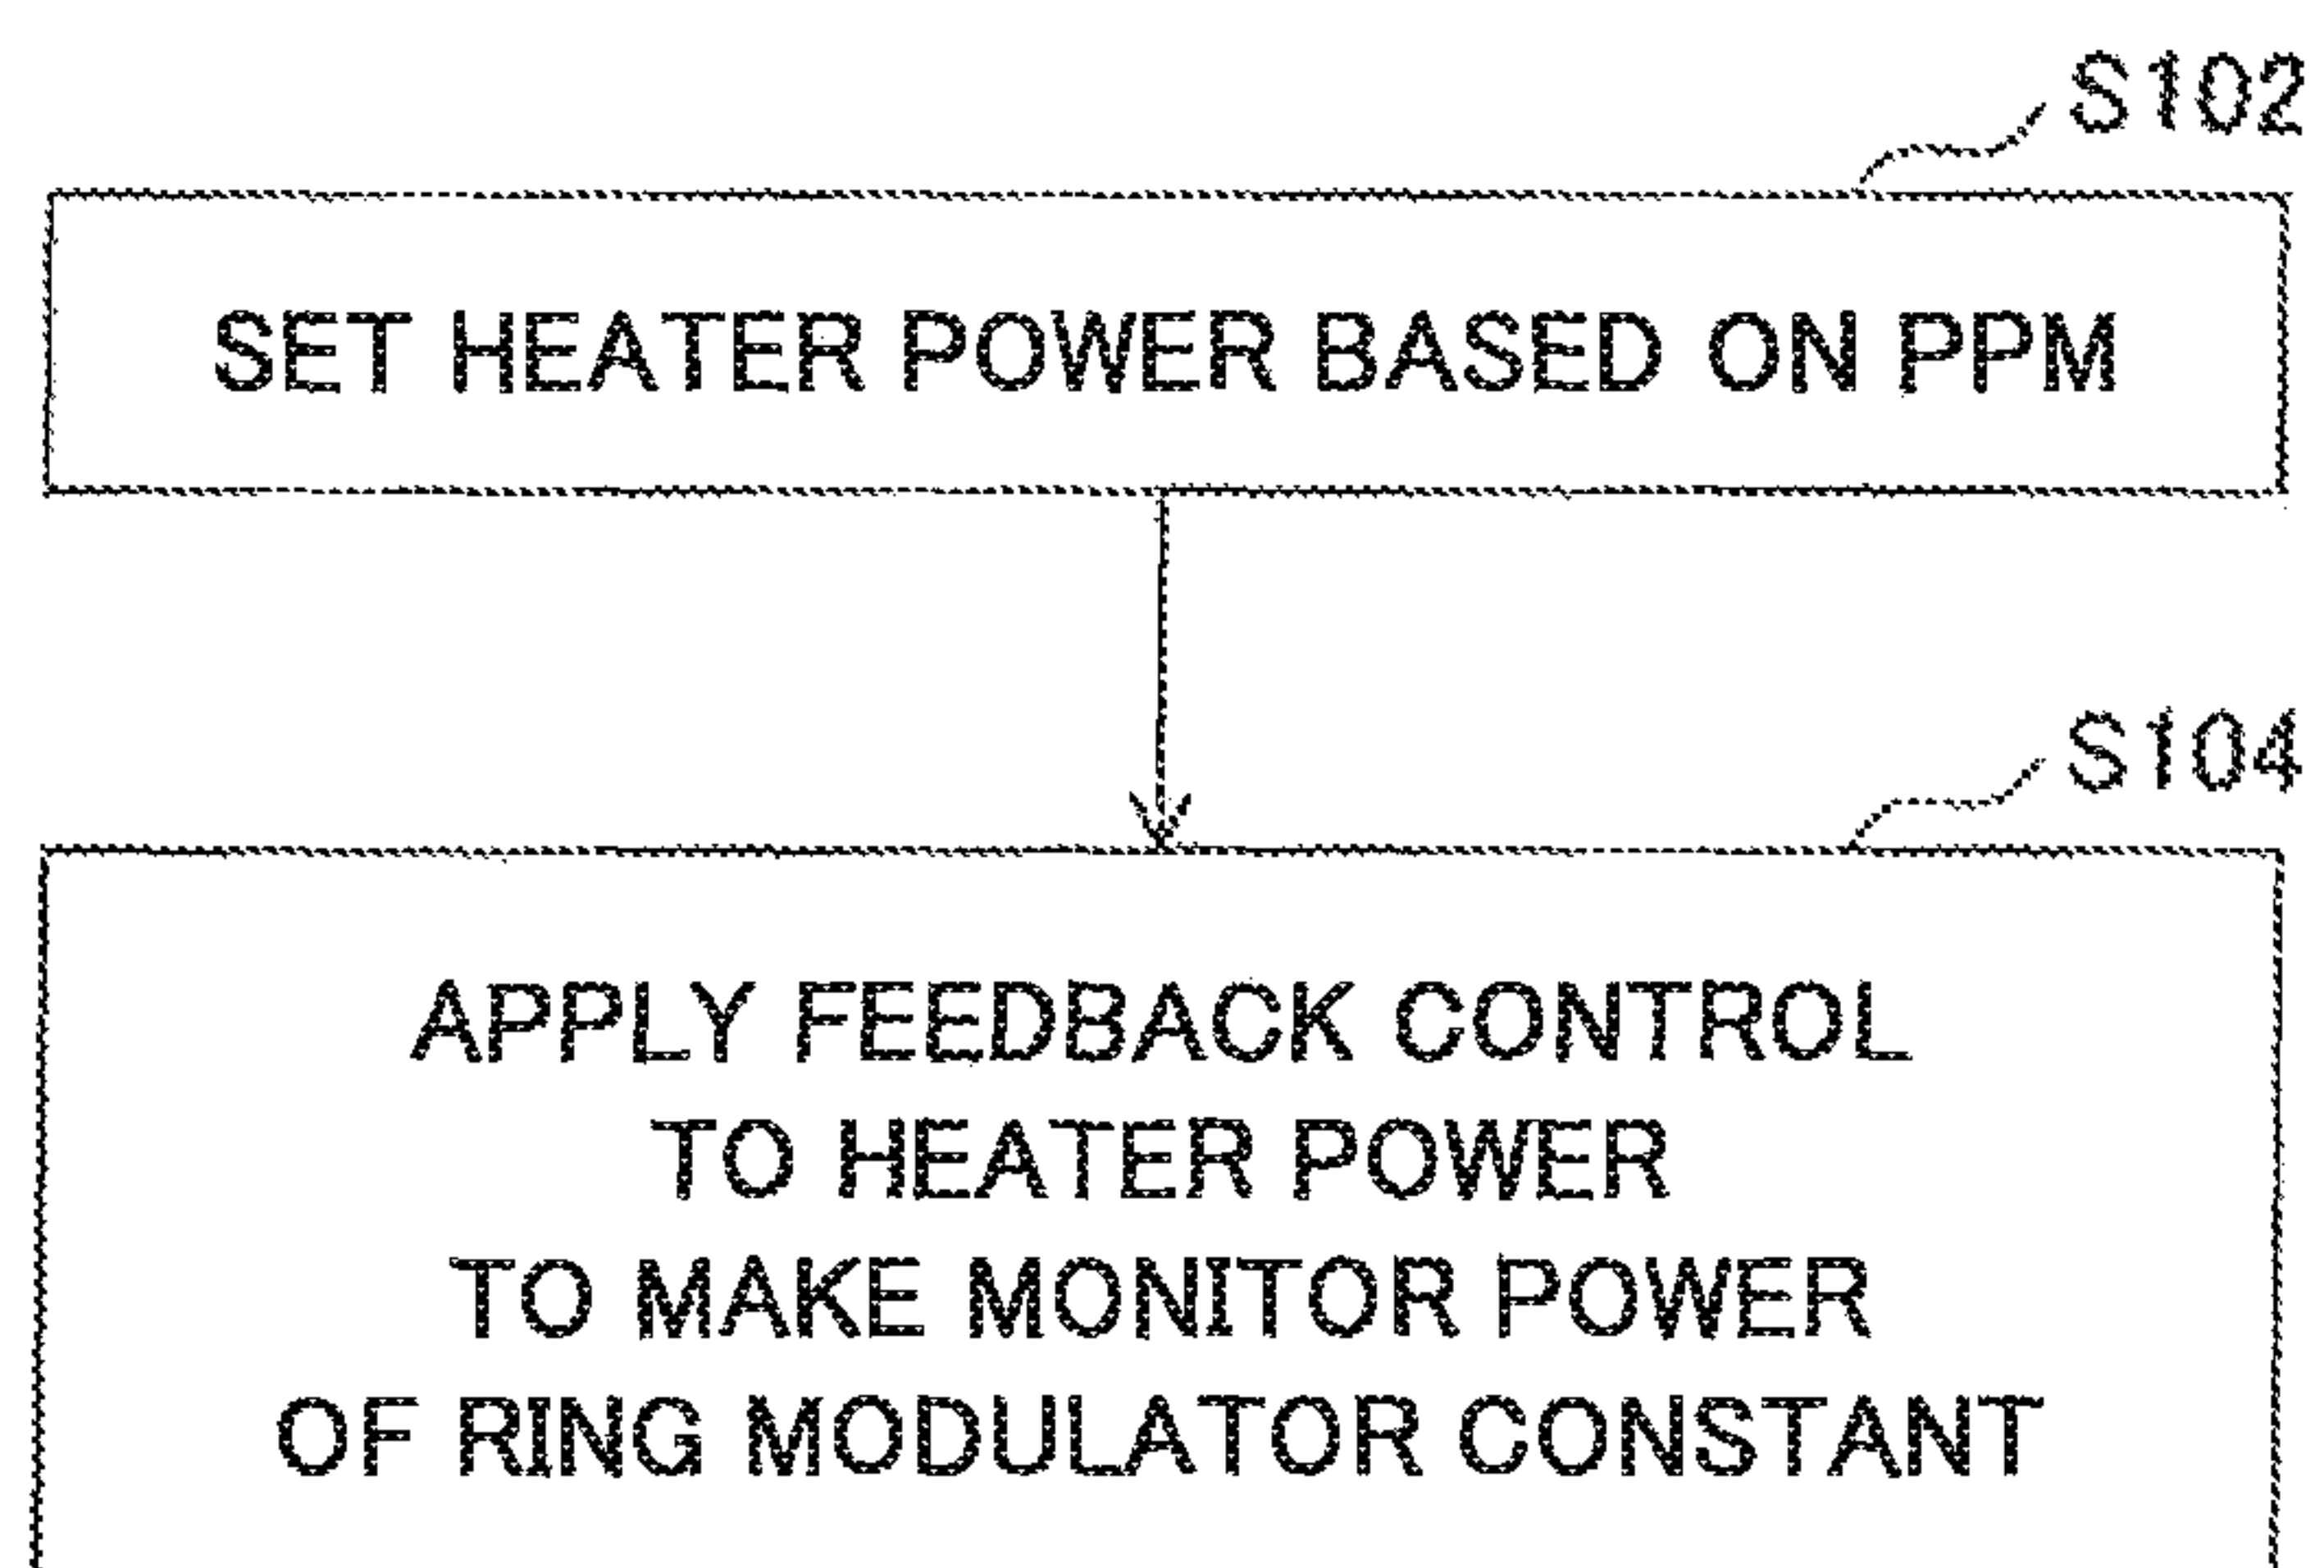 S102
SET HEATER POWER BASED ON PPM
S104
APPLY FEEDBACK CONTROL
TO HEATER POWER
TO MAKE MONITOR POWER
OF RING MODULATOR CONSTANT